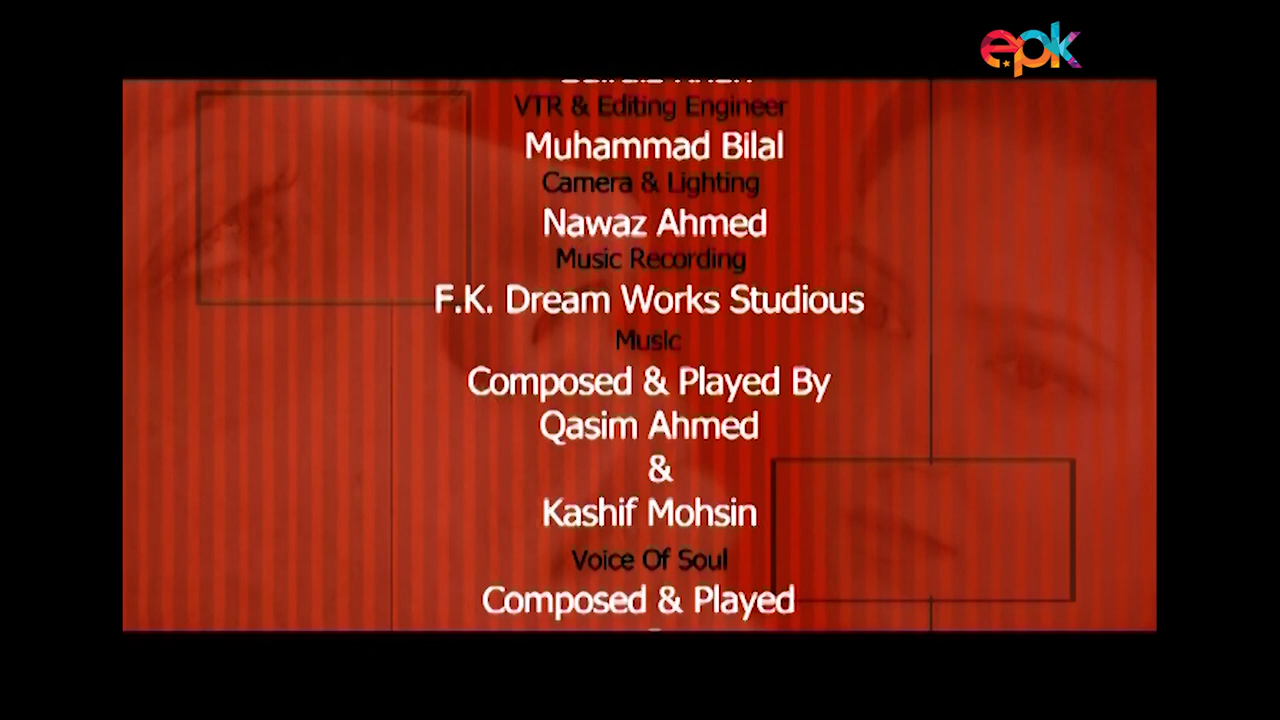 epk
VTR & Editing Engineer
Muhammad Bilal
Camera & Lighting
Nawaz Ahmed
Music Recording
F.K. Dream Works Studious
Music
Composed & Played By
Qasim Ahmed
&
Kashif Mohsin
Voice Of Soul
Composed & Played